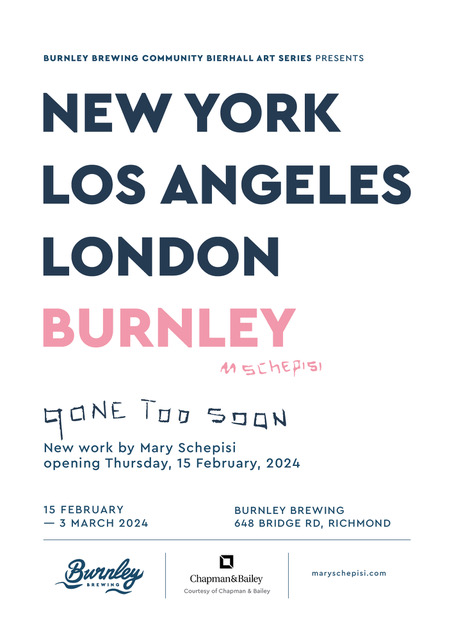 BURNLEY BREWING COMMUNITY BIERHALL ART SERIES PRESENTS
NEW YORK
LOS ANGELES
LONDON
BURNLEY
M SCHEPISI
GONE TOO SOON
New work by Mary Schepisi
opening Thursday, 15 February, 2024
15 FEBRUARY
— 3 MARCH 2024
BURNLEY BREWING
648 BRIDGE RD, RICHMOND
Burnley
BREWING
Chapman&Bailey
Courtesy of Chapman & Bailey
maryschepisi.com